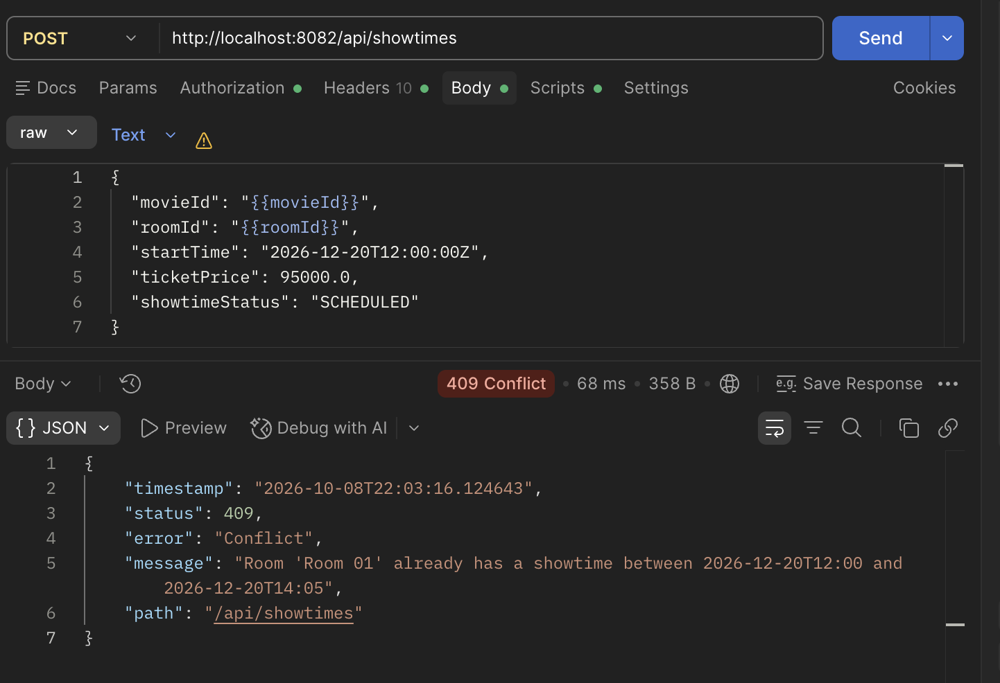 POST http://localhost:8082/api/showtimes Send
Docs Params Authorization Headers 10 Body Scripts Settings Cookies
raw Text
1 {
2 "movieId": "{{movieId}}",
3 "roomId": "{{roomId}}",
4 "startTime": "2026-12-20T12:00:00Z",
5 "ticketPrice": 95000.0,
6 "showtimeStatus": "SCHEDULED"
7 }
Body 409 Conflict • 68 ms • 358 B • e.g. Save Response
{} JSON Preview Debug with AI
1 {
2 "timestamp": "2026-10-08T22:03:16.124643",
3 "status": 409,
4 "error": "Conflict",
5 "message": "Room 'Room 01' already has a showtime between 2026-12-20T12:00 and
2026-12-20T14:05",
6 "path": "/api/showtimes"
7 }